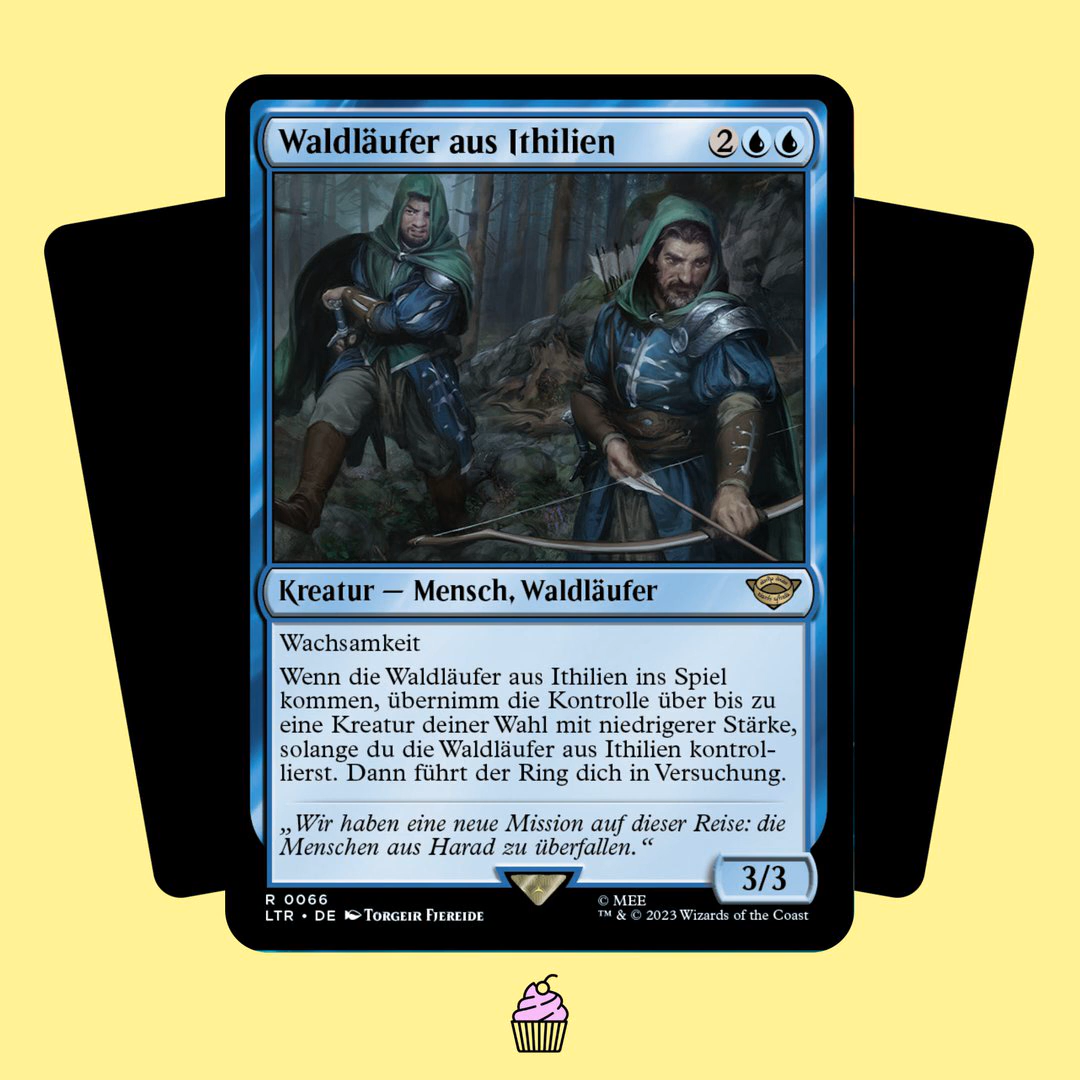 Waldläufer aus Ithilien 2
Kreatur — Mensch, Waldläufer
Wachsamkeit
Wenn die Waldläufer aus Ithilien ins Spiel
kommen, übernimm die Kontrolle über bis zu
eine Kreatur deiner Wahl mit niedrigerer Stärke,
solange du die Waldläufer aus Ithilien kontrol-
lierst. Dann führt der Ring dich in Versuchung.
„Wir haben eine neue Mission auf dieser Reise: die
Menschen aus Harad zu überfallen.“
3/3
R 0066
LTR • DE Torgeir Fjereide
© MEE
™ & © 2023 Wizards of the Coast